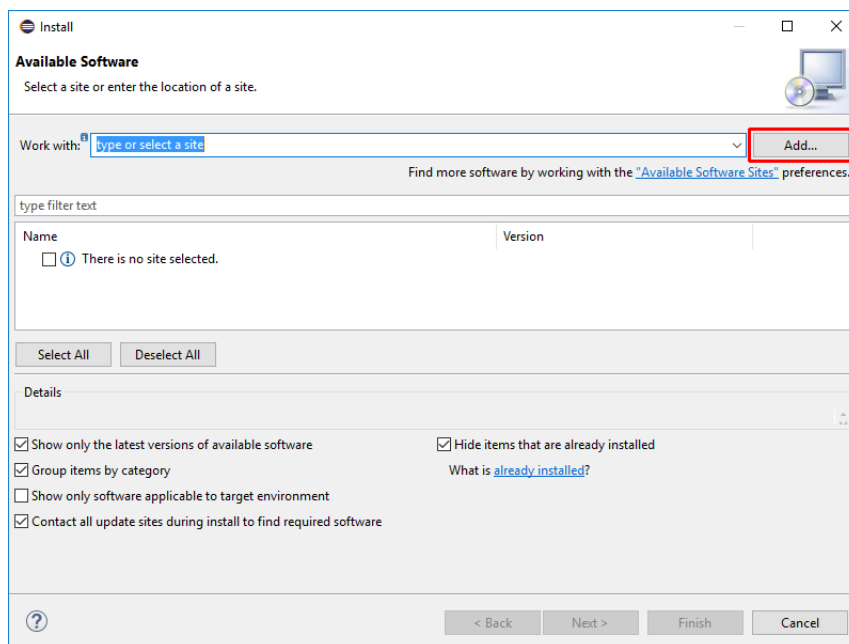 Install
Available Software
Select a site or enter the location of a site.
Work with: type or select a site Add...
Find more software by working with the "Available Software Sites" preferences.
type filter text
Name Version
There is no site selected.
Select All Deselect All
Details
Show only the latest versions of available software Hide items that are already installed
Group items by category What is already installed?
Show only software applicable to target environment
Contact all update sites during install to find required software
? < Back Next > Finish Cancel